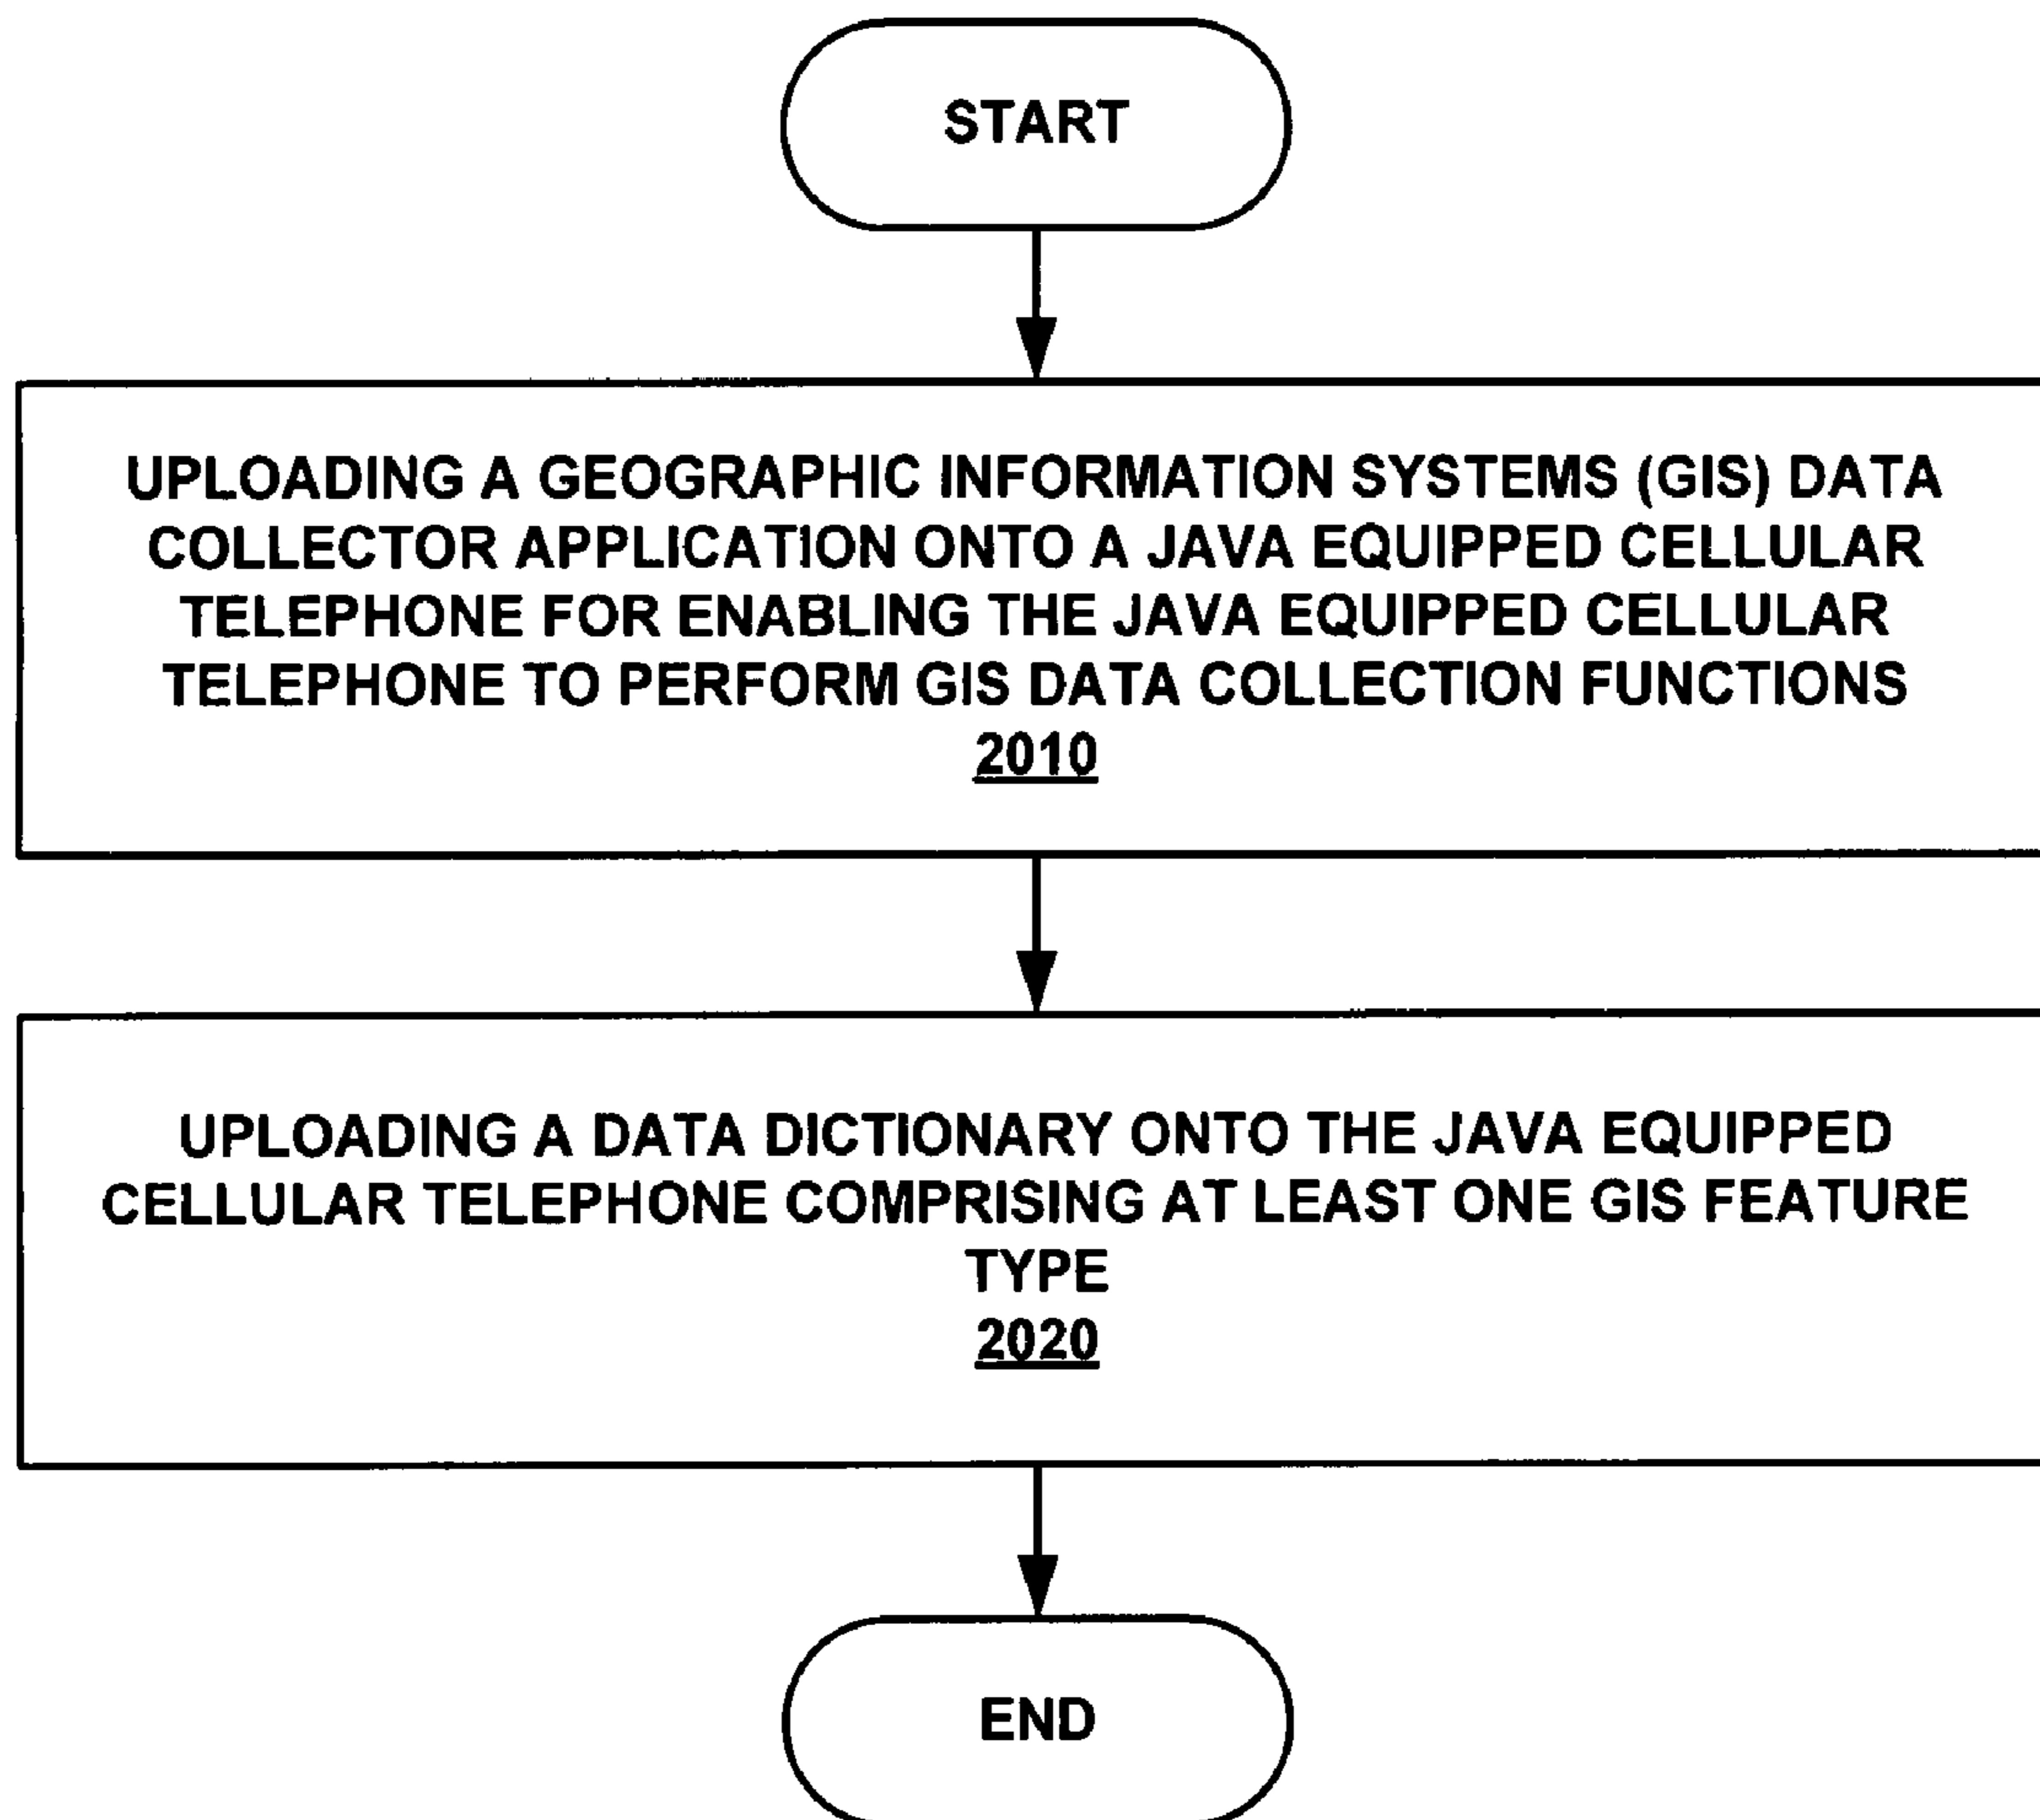 START
UPLOADING A GEOGRAPHIC INFORMATION SYSTEMS (GIS) DATA
COLLECTOR APPLICATION ONTO A JAVA EQUIPPED CELLULAR
TELEPHONE FOR ENABLING THE JAVA EQUIPPED CELLULAR
TELEPHONE TO PERFORM GIS DATA COLLECTION FUNCTIONS
2010
UPLOADING A DATA DICTIONARY ONTO THE JAVA EQUIPPED
CELLULAR TELEPHONE COMPRISING AT LEAST ONE GIS FEATURE
TYPE
2020
END